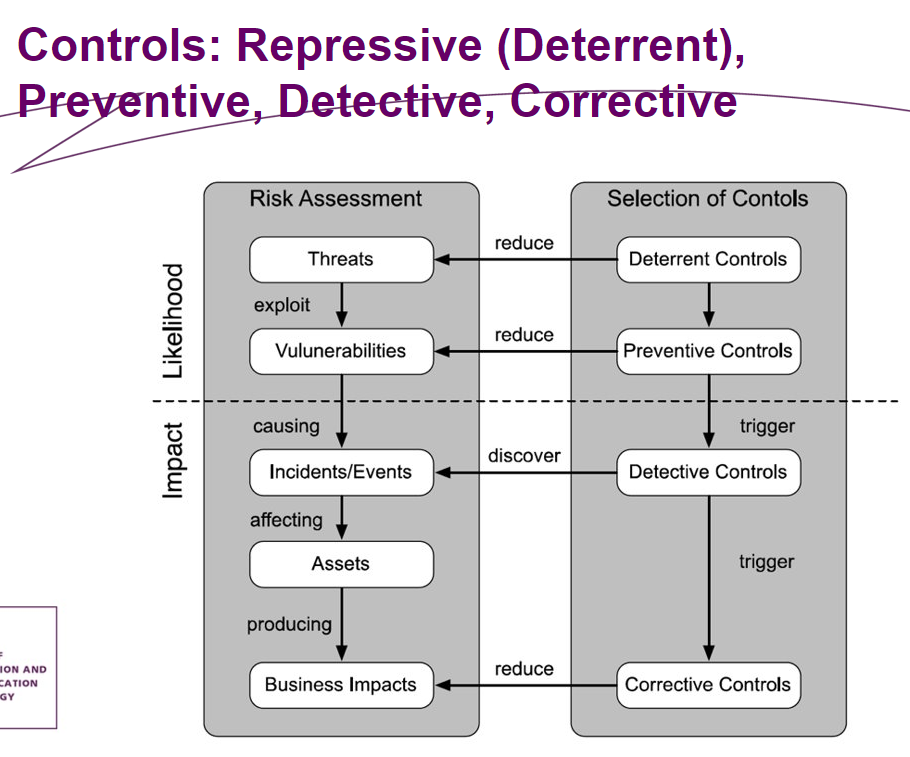 Controls: Repressive (Deterrent),
Preventive, Detective, Corrective
Risk Assessment
Selection of Contols
Likelihood
Threats
reduce
Deterrent Controls
exploit
Vulunerabilities
reduce
Preventive Controls
Impact
causing
trigger
Incidents/Events
discover
Detective Controls
affecting
Assets
trigger
producing
Business Impacts
reduce
Corrective Controls
ION AND
CATION
GY